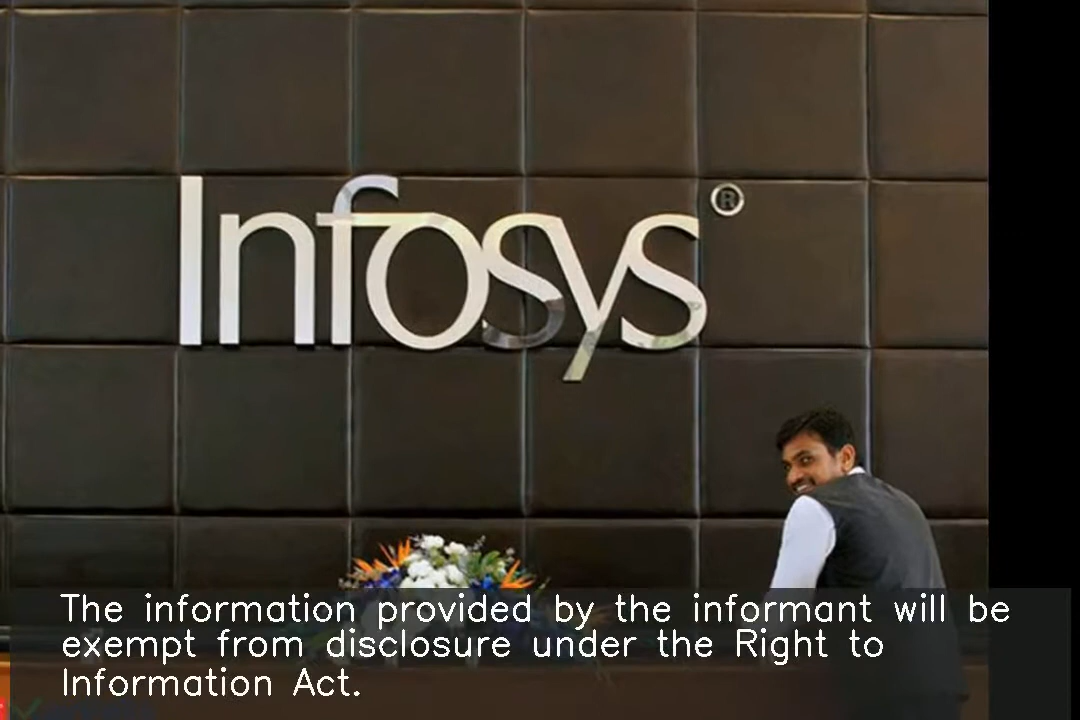 Infosys®
The information provided by the informant will be
exempt from disclosure under the Right to
Information Act.